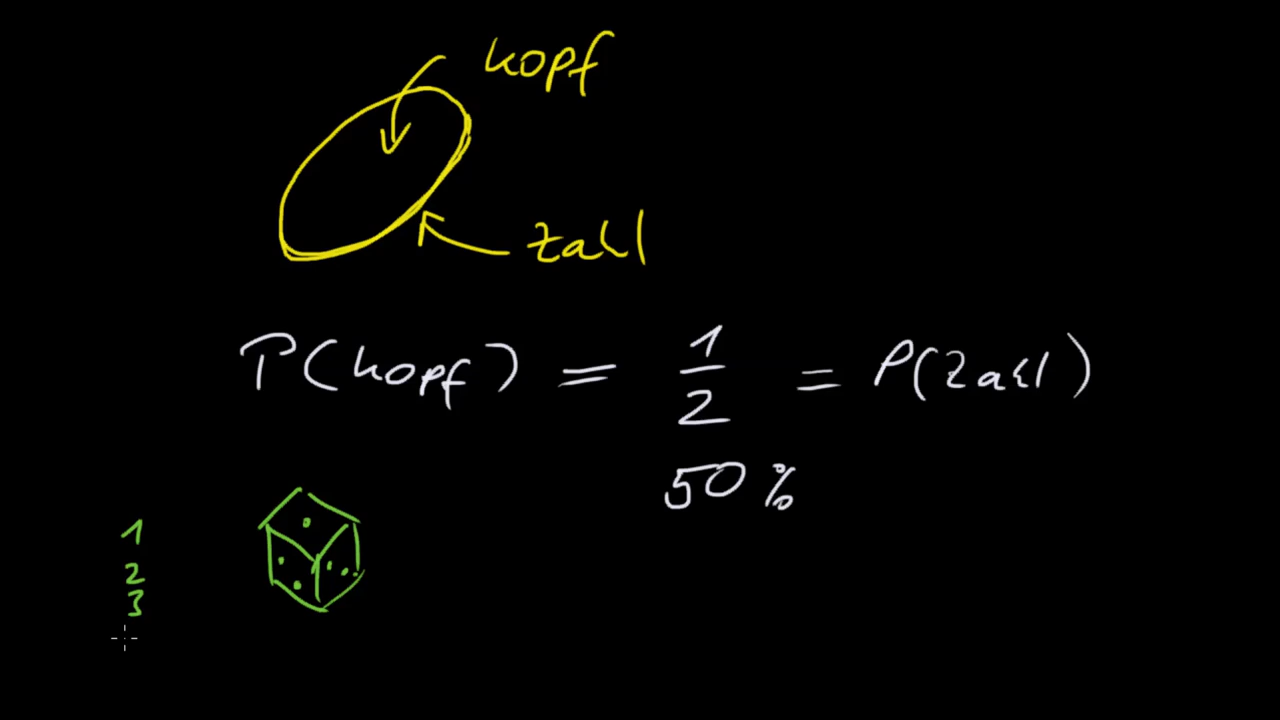 Kopf
Zahl
P(Kopf) = 1/2 = P(Zahl)
50 %
1
2
3